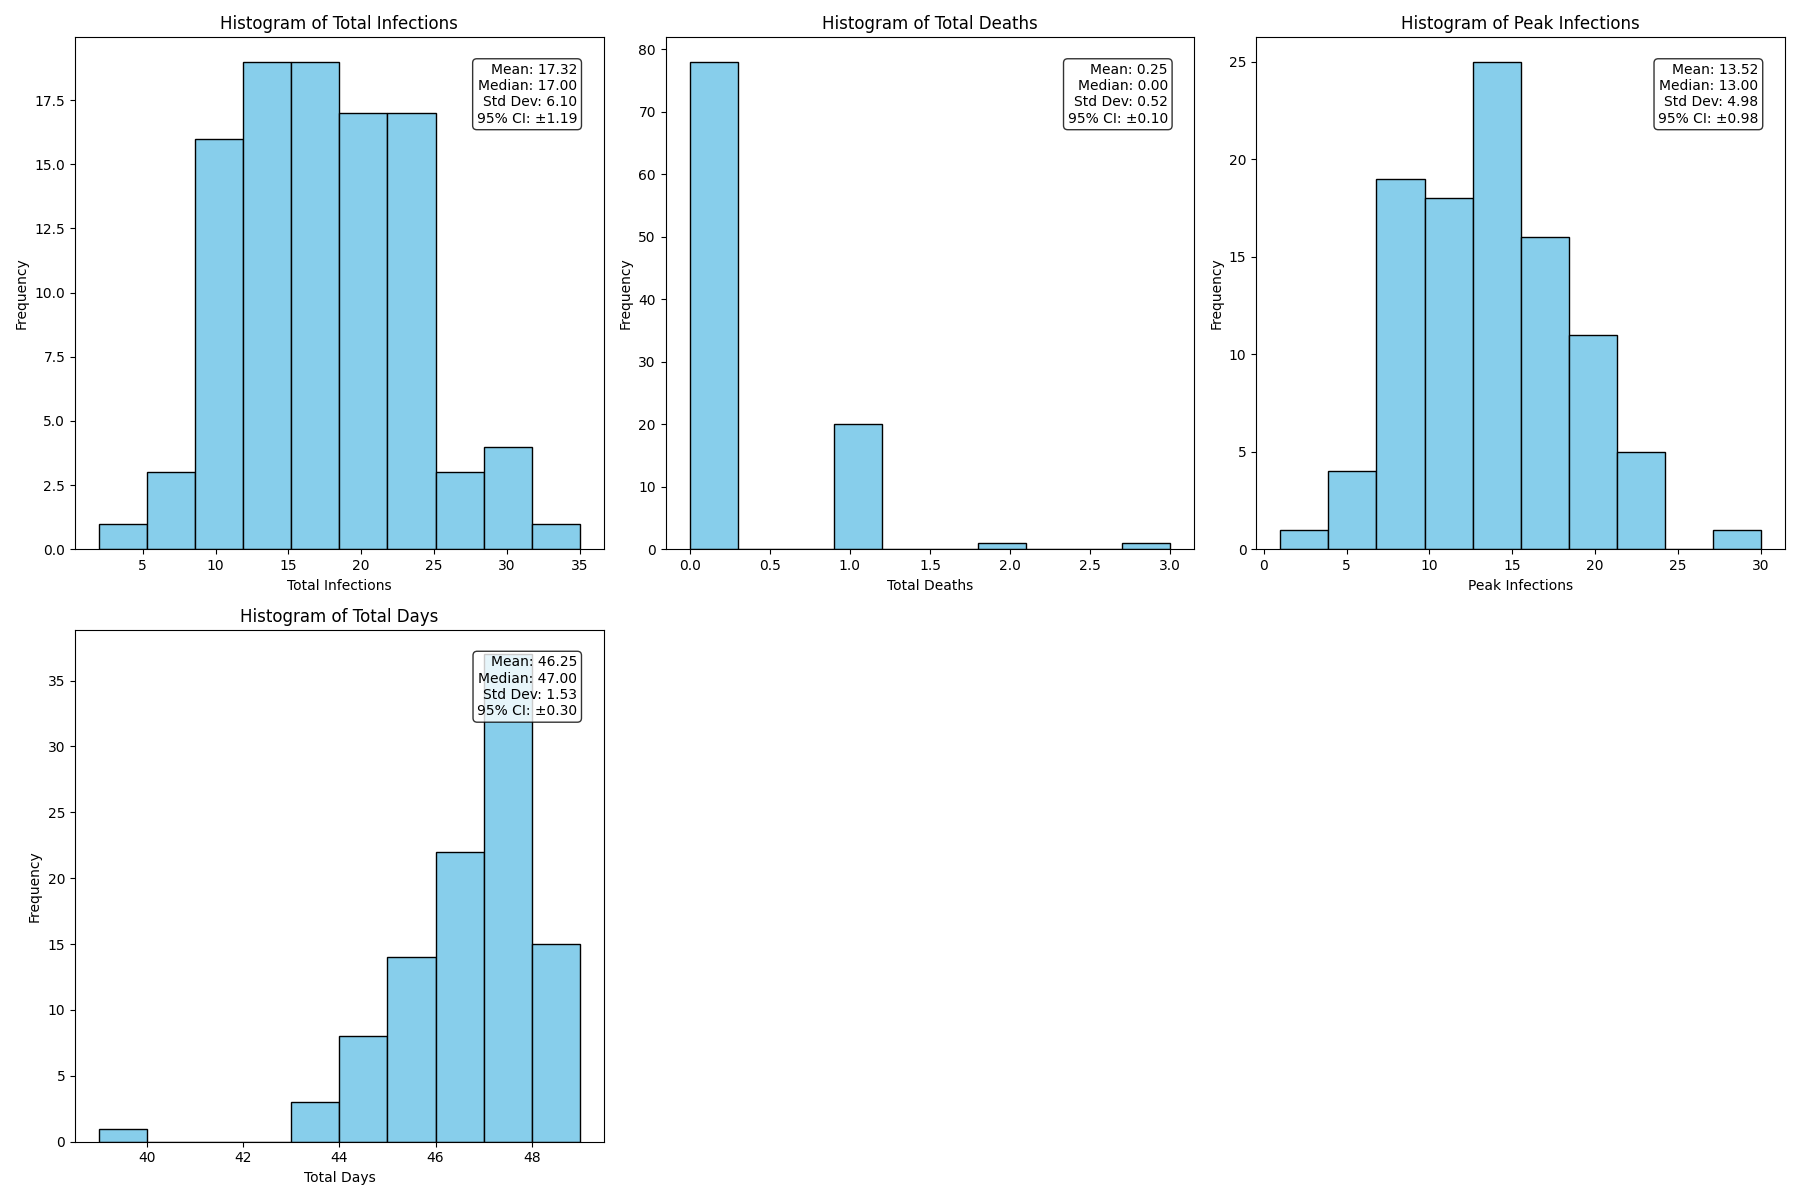 Histogram of Total Infections
Mean: 17.32
Median: 17.00
Std Dev: 6.10
95% CI: ±1.19
Frequency
17.5
15.0
12.5
10.0
7.5
5.0
2.5
0.0
5 10 15 20 25 30 35
Total Infections
Histogram of Total Deaths
Mean: 0.25
Median: 0.00
Std Dev: 0.52
95% CI: ±0.10
Frequency
80
70
60
50
40
30
20
10
0
0.0 0.5 1.0 1.5 2.0 2.5 3.0
Total Deaths
Histogram of Peak Infections
Mean: 13.52
Median: 13.00
Std Dev: 4.98
95% CI: ±0.98
Frequency
25
20
15
10
5
0
0 5 10 15 20 25 30
Peak Infections
Histogram of Total Days
Mean: 46.25
Median: 47.00
Std Dev: 1.53
95% CI: ±0.30
Frequency
35
30
25
20
15
10
5
0
40 42 44 46 48
Total Days